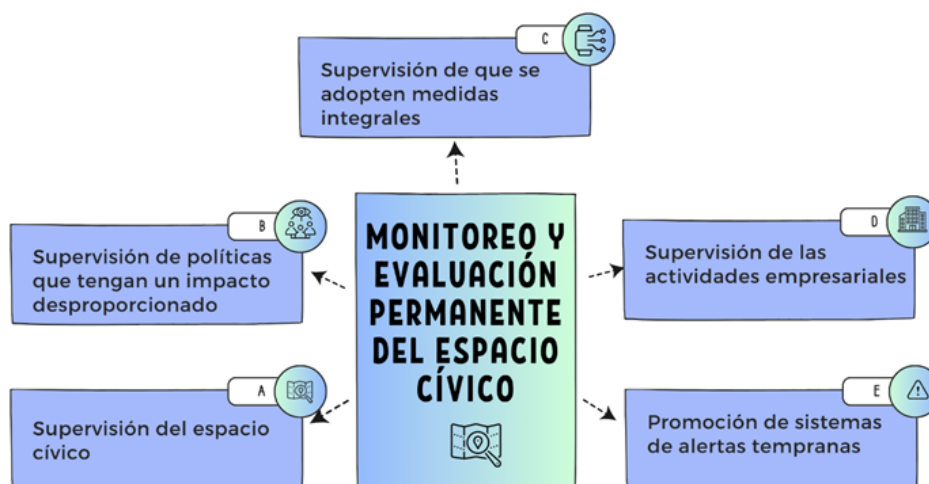 C
Supervisión de que se
adopten medidas
integrales
B
Supervisión de políticas
que tengan un impacto
desproporcionado
A
Supervisión del espacio
cívico
MONITOREO Y
EVALUACIÓN
PERMANENTE
DEL ESPACIO
CÍVICO
D
Supervisión de las
actividades empresariales
E
Promoción de sistemas
de alertas tempranas